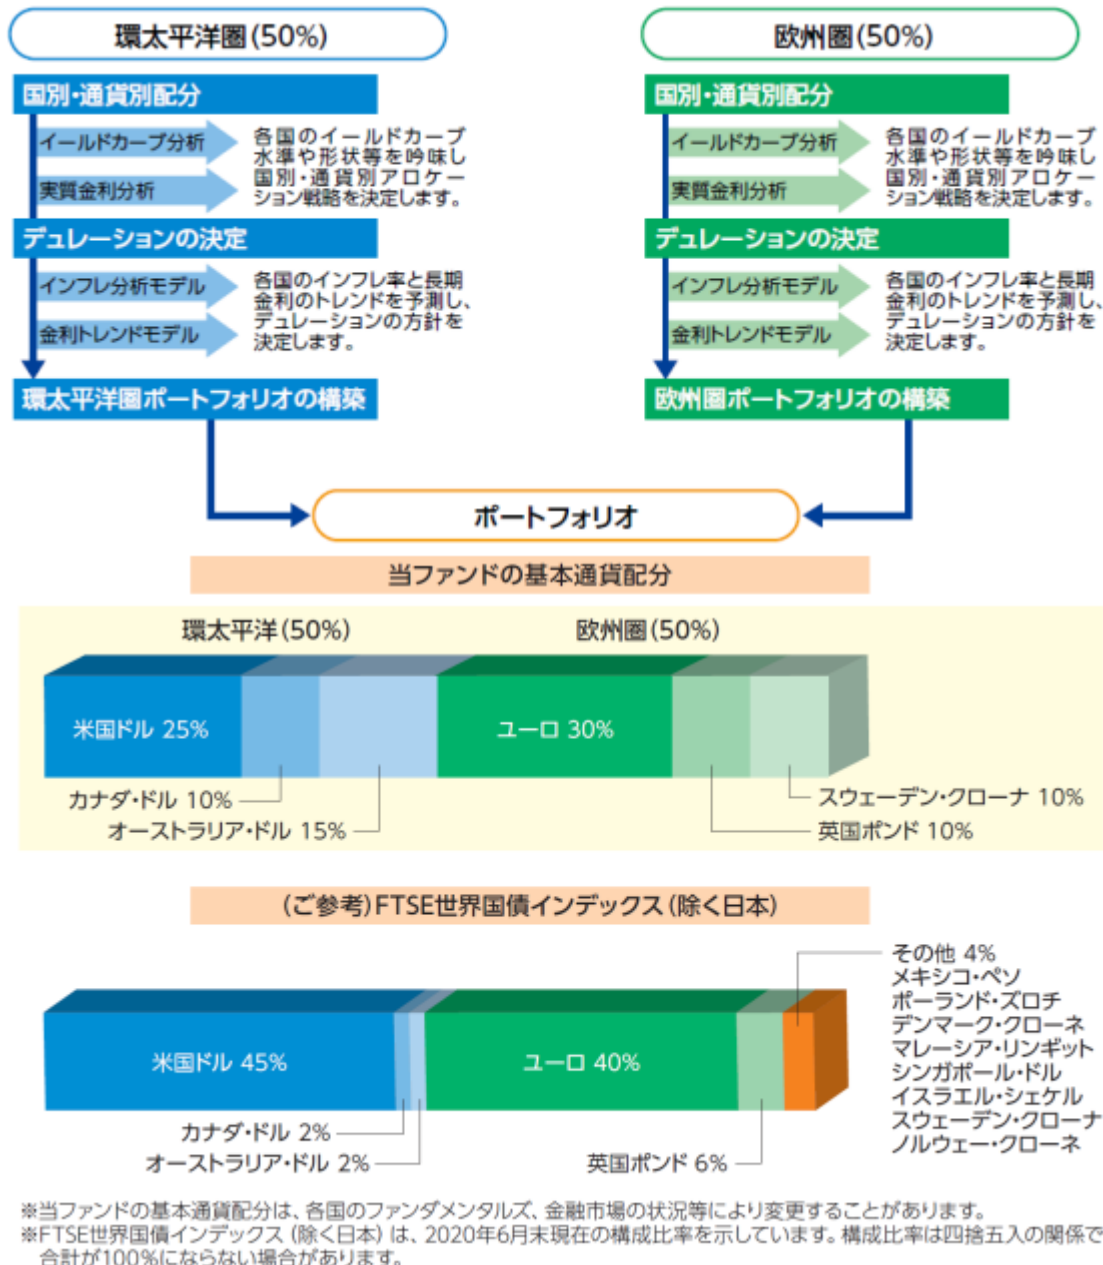 環太平洋圏(50%)
国別・通貨別配分
イールドカーブ分析
実質金利分析
各国のイールドカーブ
水準や形状等を吟味し
国別・通貨別アロケー
ション戦略を決定します。
デュレーションの決定
インフレ分析モデル
金利トレンドモデル
各国のインフレ率と長期
金利のトレンドを予測し、
デュレーションの方針を
決定します。
環太平洋圏ポートフォリオの構築
欧州圏(50%)
国別・通貨別配分
イールドカーブ分析
実質金利分析
各国のイールドカーブ
水準や形状等を吟味し
国別・通貨別アロケー
ション戦略を決定します。
デュレーションの決定
インフレ分析モデル
金利トレンドモデル
各国のインフレ率と長期
金利のトレンドを予測し、
デュレーションの方針を
決定します。
欧州圏ポートフォリオの構築
ポートフォリオ
当ファンドの基本通貨配分
環太平洋(50%)
欧州圏(50%)
米国ドル 25%
ユーロ 30%
カナダ・ドル 10%
オーストラリア・ドル 15%
スウェーデン・クローナ 10%
英国ポンド 10%
(ご参考)FTSE世界国債インデックス(除く日本)
米国ドル 45%
ユーロ 40%
カナダ・ドル 2%
オーストラリア・ドル 2%
英国ポンド 6%
その他 4%
メキシコ・ペソ
ポーランド・ズロチ
デンマーク・クローネ
マレーシア・リンギット
シンガポール・ドル
イスラエル・シェケル
スウェーデン・クローナ
ノルウェー・クローネ
※当ファンドの基本通貨配分は、各国のファンダメンタルズ、金融市場の状況等により変更することがあります。
※FTSE世界国債インデックス(除く日本)は、2020年6月末現在の構成比率を示しています。構成比率は四捨五入の関係で
合計が100%にならない場合があります。